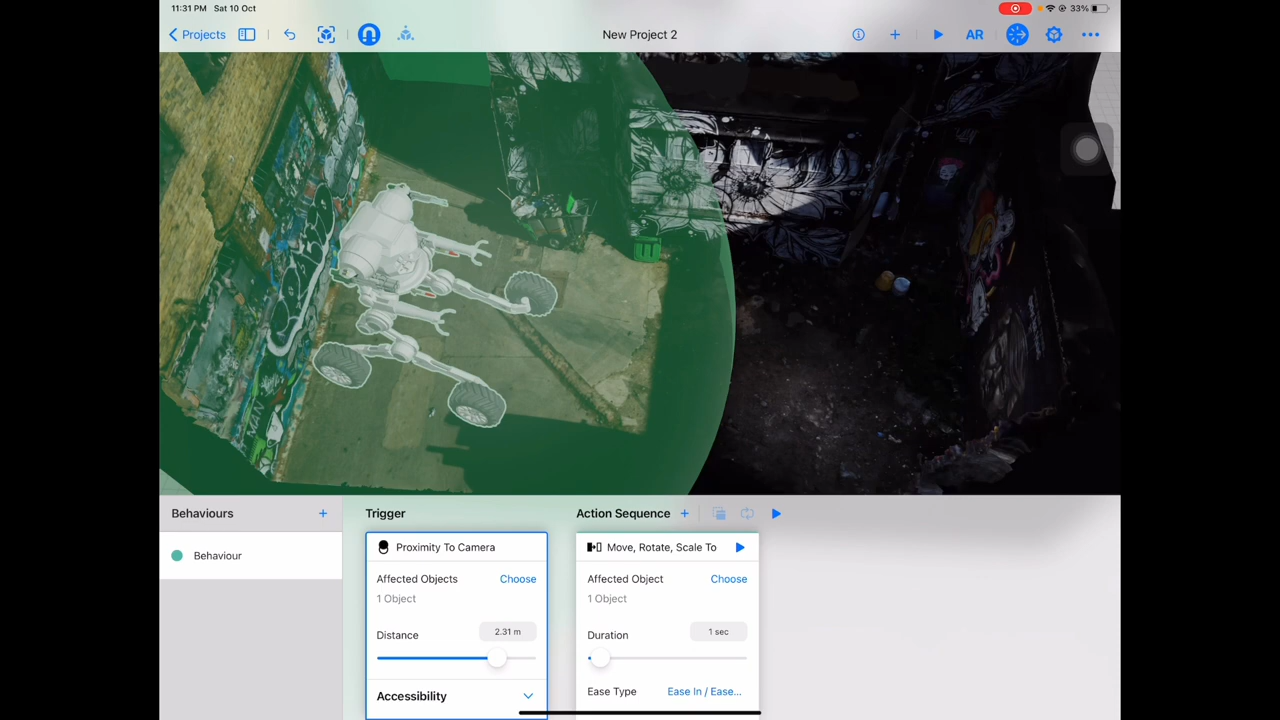 11:31 PM Sat 10 Oct
33%
Projects
New Project 2
AR
MAN
Behaviours
Trigger
Action Sequence
Behaviour
Proximity To Camera
Move, Rotate, Scale To
Affected Objects Choose
Affected Object Choose
1 Object
1 Object
Distance 2.31 m
Duration 1 sec
Ease Type Ease In / Ease...
Accessibility